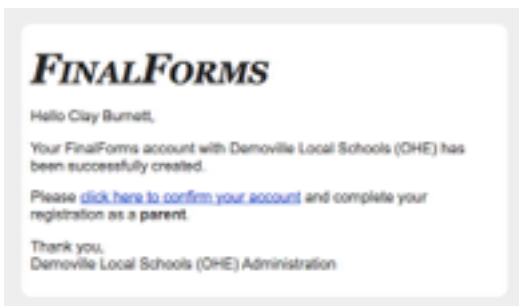 FINALFORMS
Hello Clay Burnett,
Your FinalForms account with Demoville Local Schools (OHE) has
been successfully created.
Please click here to confirm your account and complete your
registration as a parent.
Thank you,
Demoville Local Schools (OHE) Administration